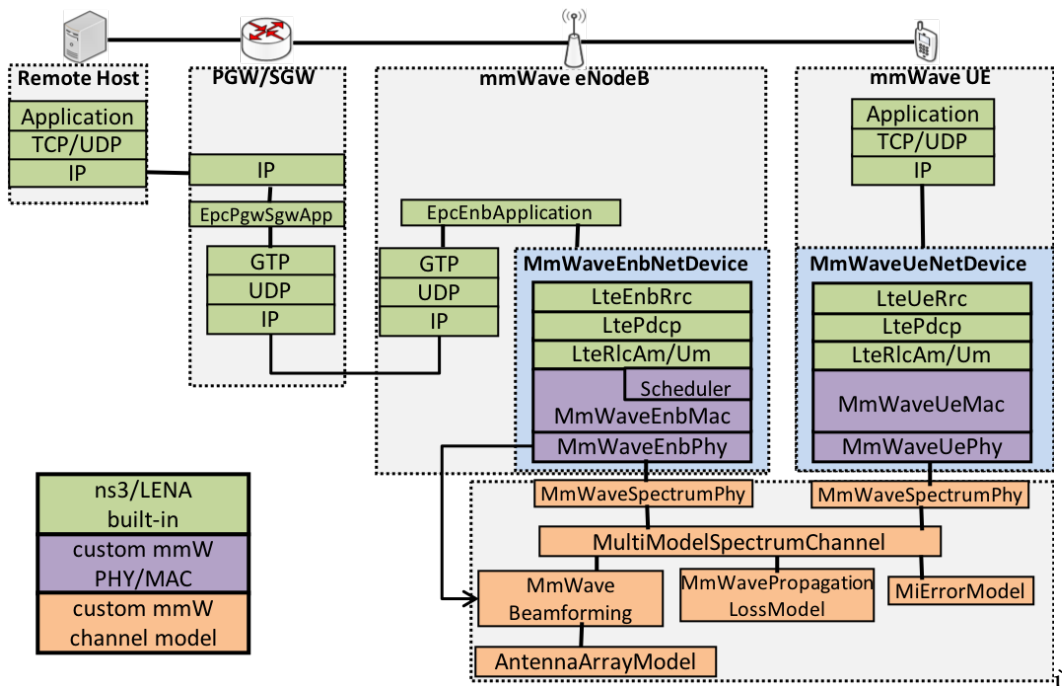 Remote Host
PGW/SGW
mmWave eNodeB
mmWave UE
Application
TCP/UDP
IP
IP
EpcPgwSgwApp
GTP
UDP
IP
EpcEnbApplication
GTP
UDP
IP
MmWaveEnbNetDevice
LteEnbRrc
LtePdcp
LteRlcAm/Um
Scheduler
MmWaveEnbMac
MmWaveEnbPhy
Application
TCP/UDP
IP
MmWaveUeNetDevice
LteUeRrc
LtePdcp
LteRlcAm/Um
MmWaveUeMac
MmWaveUePhy
MmWaveSpectrumPhy
MmWaveSpectrumPhy
MultiModelSpectrumChannel
MmWave
Beamforming
MmWavePropagation
LossModel
MiErrorModel
AntennaArrayModel
ns3/LENA
built-in
custom mmW
PHY/MAC
custom mmW
channel model